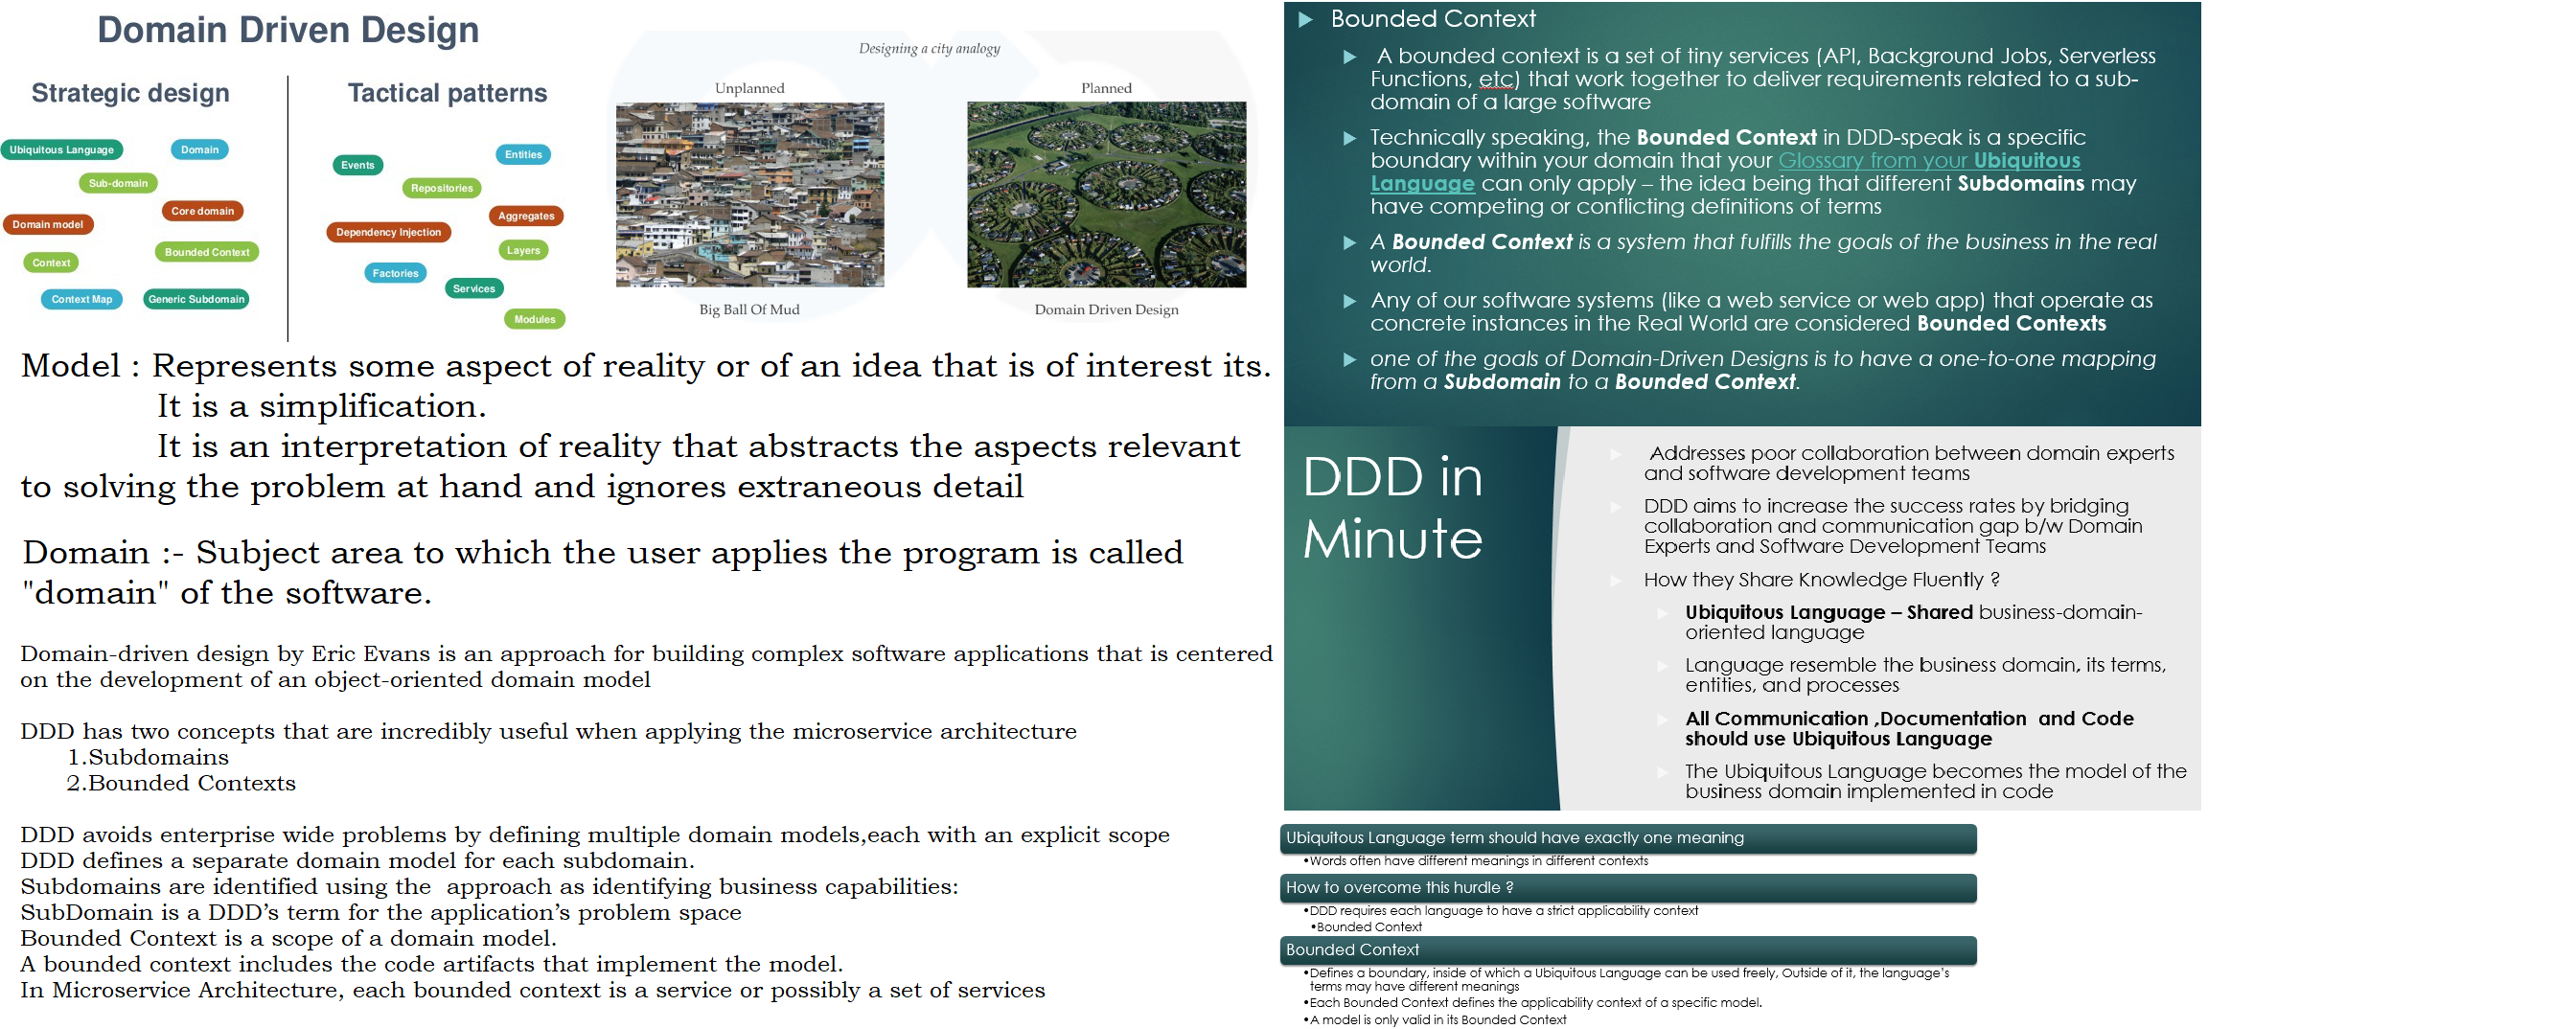 Domain Driven Design
Strategic design
Ubiquitous Language
Domain
Sub-domain
Core domain
Domain model
Bounded Context
Context
Context Map
Generic Subdomain
Tactical patterns
Entities
Events
Repositories
Aggregates
Dependency Injection
Layers
Factories
Services
Modules
Designing a city analogy
Unplanned
Planned
Big Ball Of Mud
Domain Driven Design
Model : Represents some aspect of reality or of an idea that is of interest its.
It is a simplification.
It is an interpretation of reality that abstracts the aspects relevant
to solving the problem at hand and ignores extraneous detail
Domain :- Subject area to which the user applies the program is called
"domain" of the software.
Domain-driven design by Eric Evans is an approach for building complex software applications that is centered
on the development of an object-oriented domain model
DDD has two concepts that are incredibly useful when applying the microservice architecture
1.Subdomains
2.Bounded Contexts
DDD avoids enterprise wide problems by defining multiple domain models,each with an explicit scope
DDD defines a separate domain model for each subdomain.
Subdomains are identified using the  approach as identifying business capabilities:
SubDomain is a DDD’s term for the application’s problem space
Bounded Context is a scope of a domain model.
A bounded context includes the code artifacts that implement the model.
In Microservice Architecture, each bounded context is a service or possibly a set of services
Bounded Context
A bounded context is a set of tiny services (API, Background Jobs, Serverless
Functions, etc) that work together to deliver requirements related to a sub-
domain of a large software
Technically speaking, the Bounded Context in DDD-speak is a specific
boundary within your domain that your Glossary from your Ubiquitous
Language can only apply – the idea being that different Subdomains may
have competing or conflicting definitions of terms
A Bounded Context is a system that fulfills the goals of the business in the real
world.
Any of our software systems (like a web service or web app) that operate as
concrete instances in the Real World are considered Bounded Contexts
one of the goals of Domain-Driven Designs is to have a one-to-one mapping
from a Subdomain to a Bounded Context.
DDD in
Minute
Addresses poor collaboration between domain experts
and software development teams
DDD aims to increase the success rates by bridging
collaboration and communication gap b/w Domain
Experts and Software Development Teams
How they Share Knowledge Fluently ?
Ubiquitous Language – Shared business-domain-
oriented language
Language resemble the business domain, its terms,
entities, and processes
All Communication ,Documentation  and Code
should use Ubiquitous Language
The Ubiquitous Language becomes the model of the
business domain implemented in code
Ubiquitous Language term should have exactly one meaning
•Words often have different meanings in different contexts
How to overcome this hurdle ?
•DDD requires each language to have a strict applicability context
•Bounded Context
Bounded Context
•Defines a boundary, inside of which a Ubiquitous Language can be used freely, Outside of it, the language’s
terms may have different meanings
•Each Bounded Context defines the applicability context of a specific model.
•A model is only valid in its Bounded Context